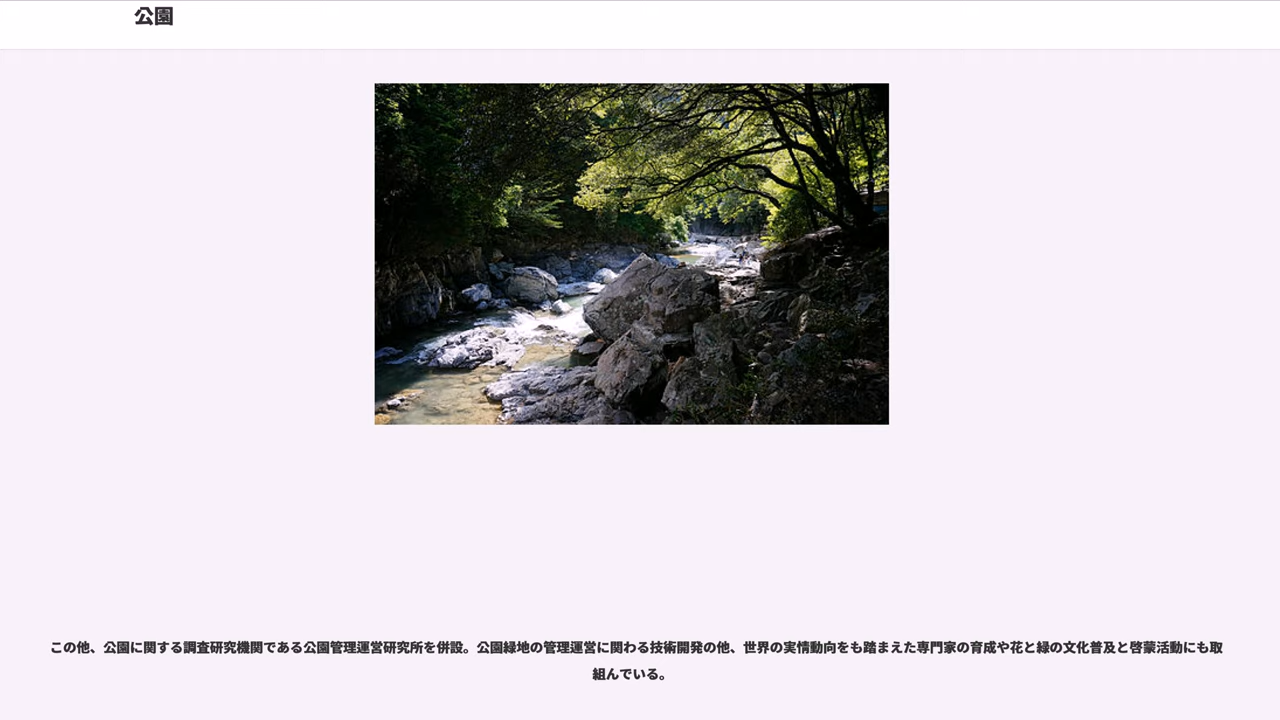 公園
この他、公園に関する調査研究機関である公園管理運営研究所を併設。公園緑地の管理運営に関わる技術開発の他、世界の実情動向をも踏まえた専門家の育成や花と緑の文化普及と啓蒙活動にも取
組んでいる。